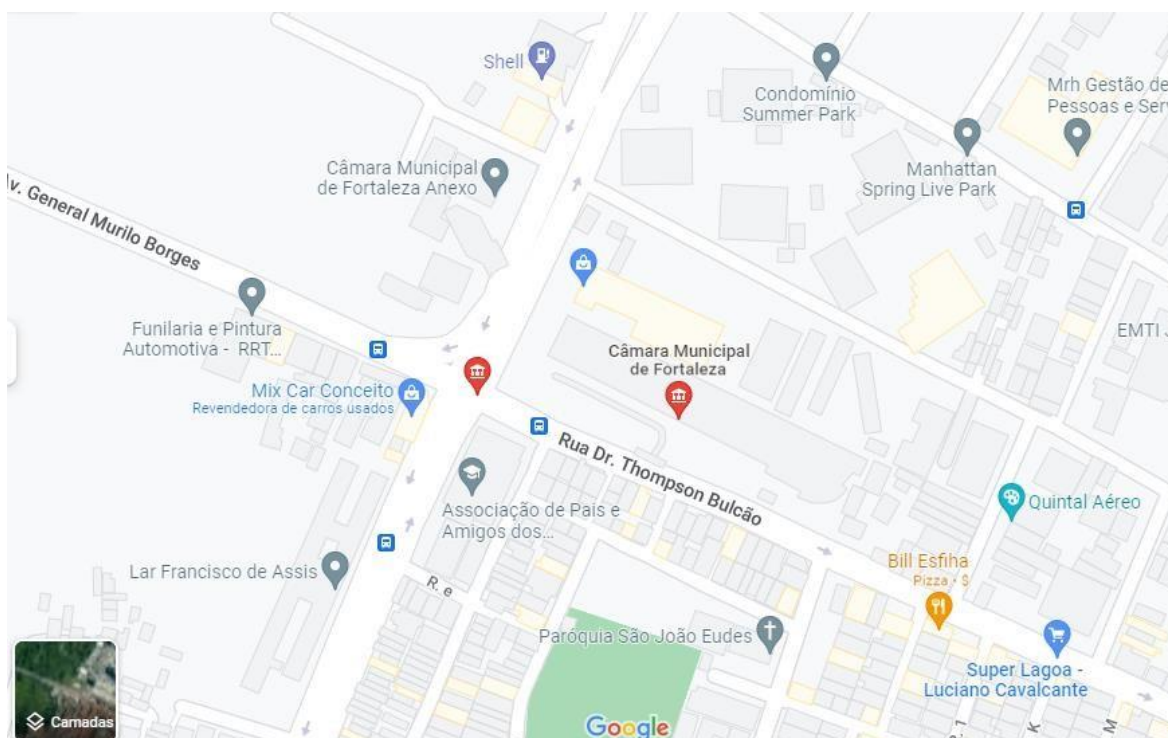 Shell
Condomínio
Summer Park
Mrh Gestão de
Pessoas e Serv
Câmara Municipal
de Fortaleza Anexo
Manhattan
Spring Live Park
lv. General Murilo Borges
Funilaria e Pintura
Automotiva - RRT...
EMTI J
Câmara Municipal
de Fortaleza
Mix Car Conceito
Revendedora de carros usados
Rua Dr. Thompson Bulcão
Associação de Pais e
Amigos dos...
Quintal Aéreo
Bill Esfiha
Pizza · $
Lar Francisco de Assis
R. e
Paróquia São João Eudes
Super Lagoa -
Luciano Cavalcante
Camadas
Google
K
M